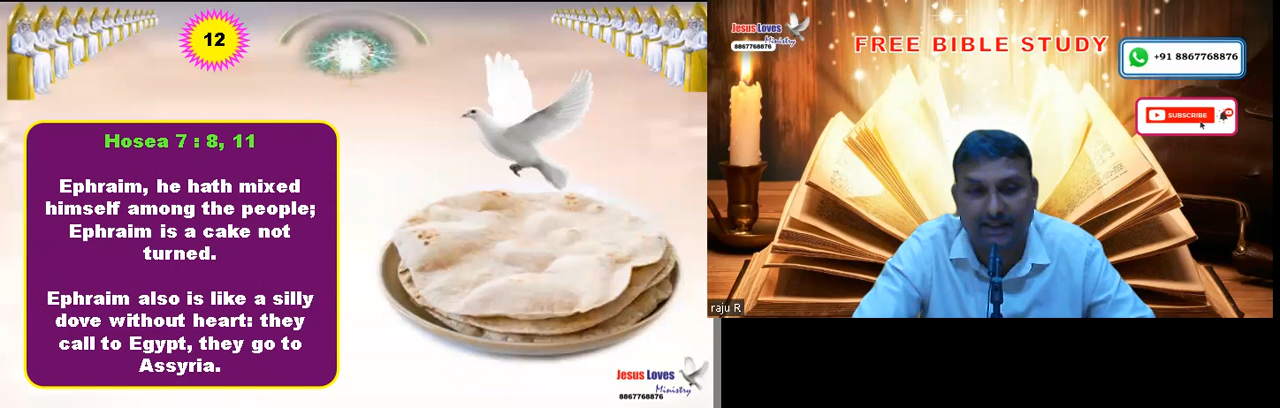 12
Hosea 7 : 8, 11
Ephraim, he hath mixed
himself among the people;
Ephraim is a cake not
turned.
Ephraim also is like a silly
dove without heart: they
call to Egypt, they go to
Assyria.
Jesus Loves
Ministry
8867768876
Jesus Loves
Ministry
8867768876
FREE BIBLE STUDY
+91 8867768876
SUBSCRIBE
raju R